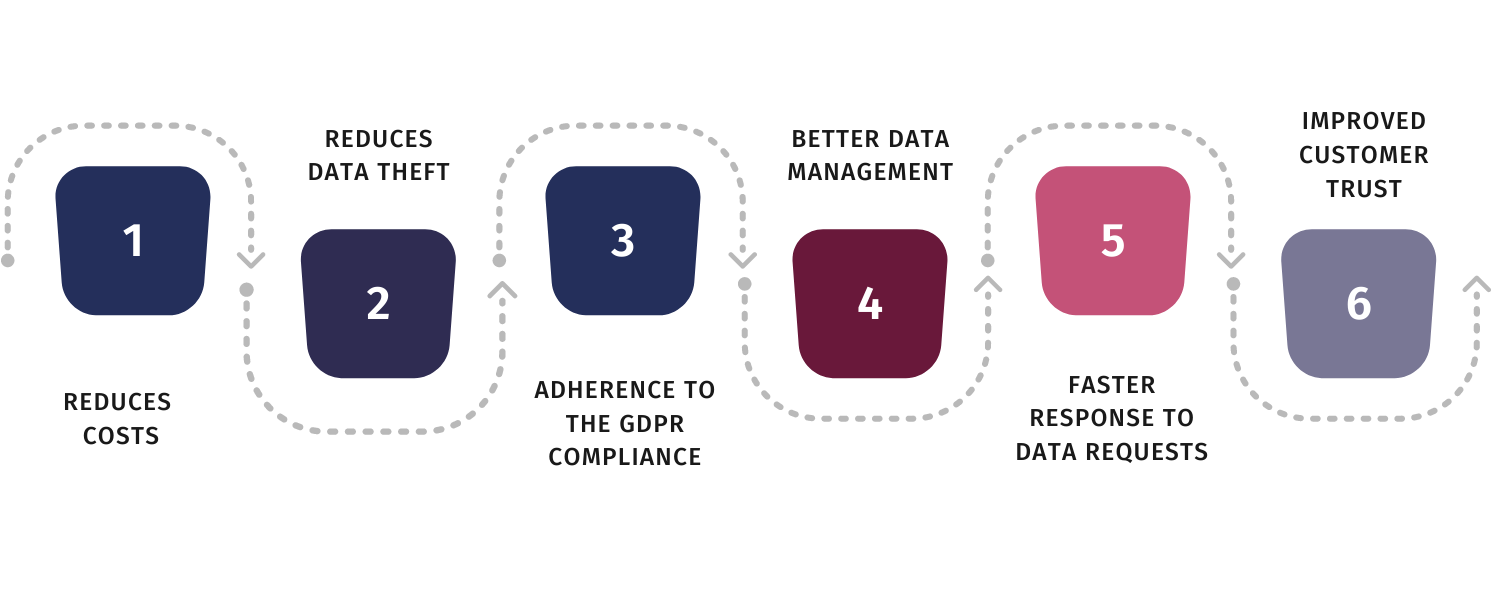 1
REDUCES
COSTS
REDUCES
DATA THEFT
2
3
ADHERENCE TO
THE GDPR
COMPLIANCE
BETTER DATA
MANAGEMENT
4
5
FASTER
RESPONSE TO
DATA REQUESTS
IMPROVED
CUSTOMER
TRUST
6